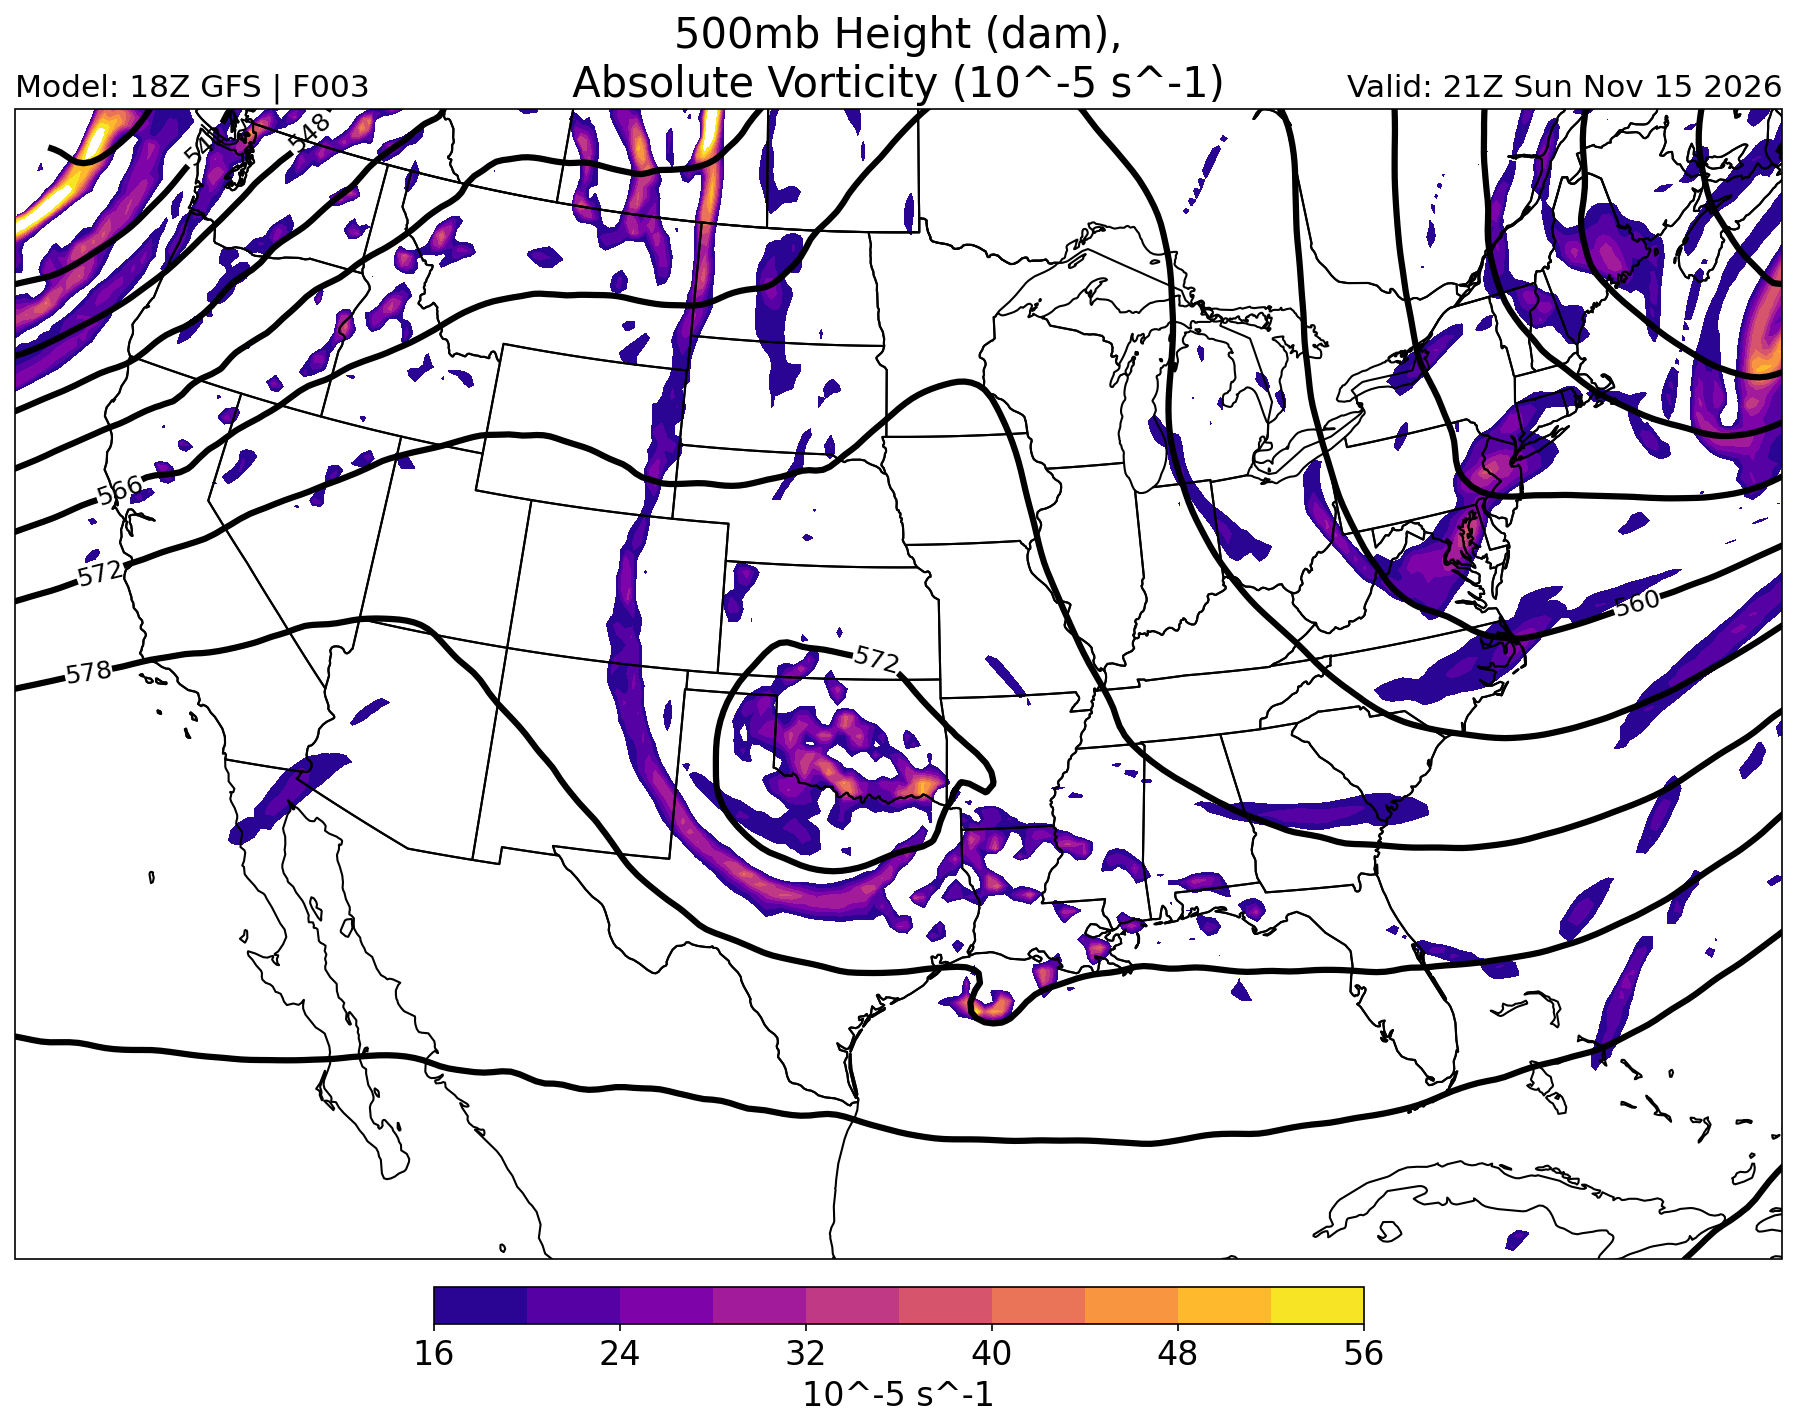 500mb Height (dam),
Model: 18Z GFS | F003
Absolute Vorticity (10^-5 s^-1)
Valid: 21Z Sun Nov 15 2026
548
566
572
578
572
560
16 24 32 40 48 56
10^-5 s^-1